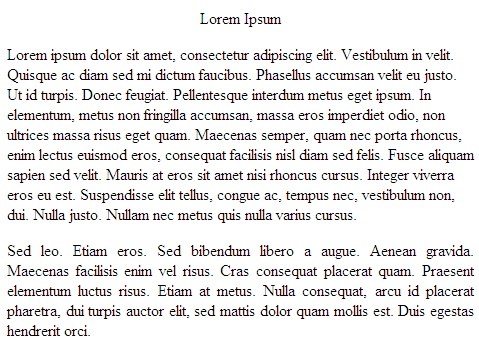 Lorem Ipsum
Lorem ipsum dolor sit amet, consectetur adipiscing elit. Vestibulum in velit.
Quisque ac diam sed mi dictum faucibus. Phasellus accumsan velit eu justo.
Ut id turpis. Donec feugiat. Pellentesque interdum metus eget ipsum. In
elementum, metus non fringilla accumsan, massa eros imperdiet odio, non
ultrices massa risus eget quam. Maecenas semper, quam nec porta rhoncus,
enim lectus euismod eros, consequat facilisis nisl diam sed felis. Fusce aliquam
sapien sed velit. Mauris at eros sit amet nisi rhoncus cursus. Integer viverra
eros eu est. Suspendisse elit tellus, congue ac, tempus nec, vestibulum non,
dui. Nulla justo. Nullam nec metus quis nulla varius cursus.
Sed leo. Etiam eros. Sed bibendum libero a augue. Aenean gravida.
Maecenas facilisis enim vel risus. Cras consequat placerat quam. Praesent
elementum luctus risus. Etiam at metus. Nulla consequat, arcu id placerat
pharetra, dui turpis auctor elit, sed mattis dolor quam mollis est. Duis egestas
hendrerit orci.